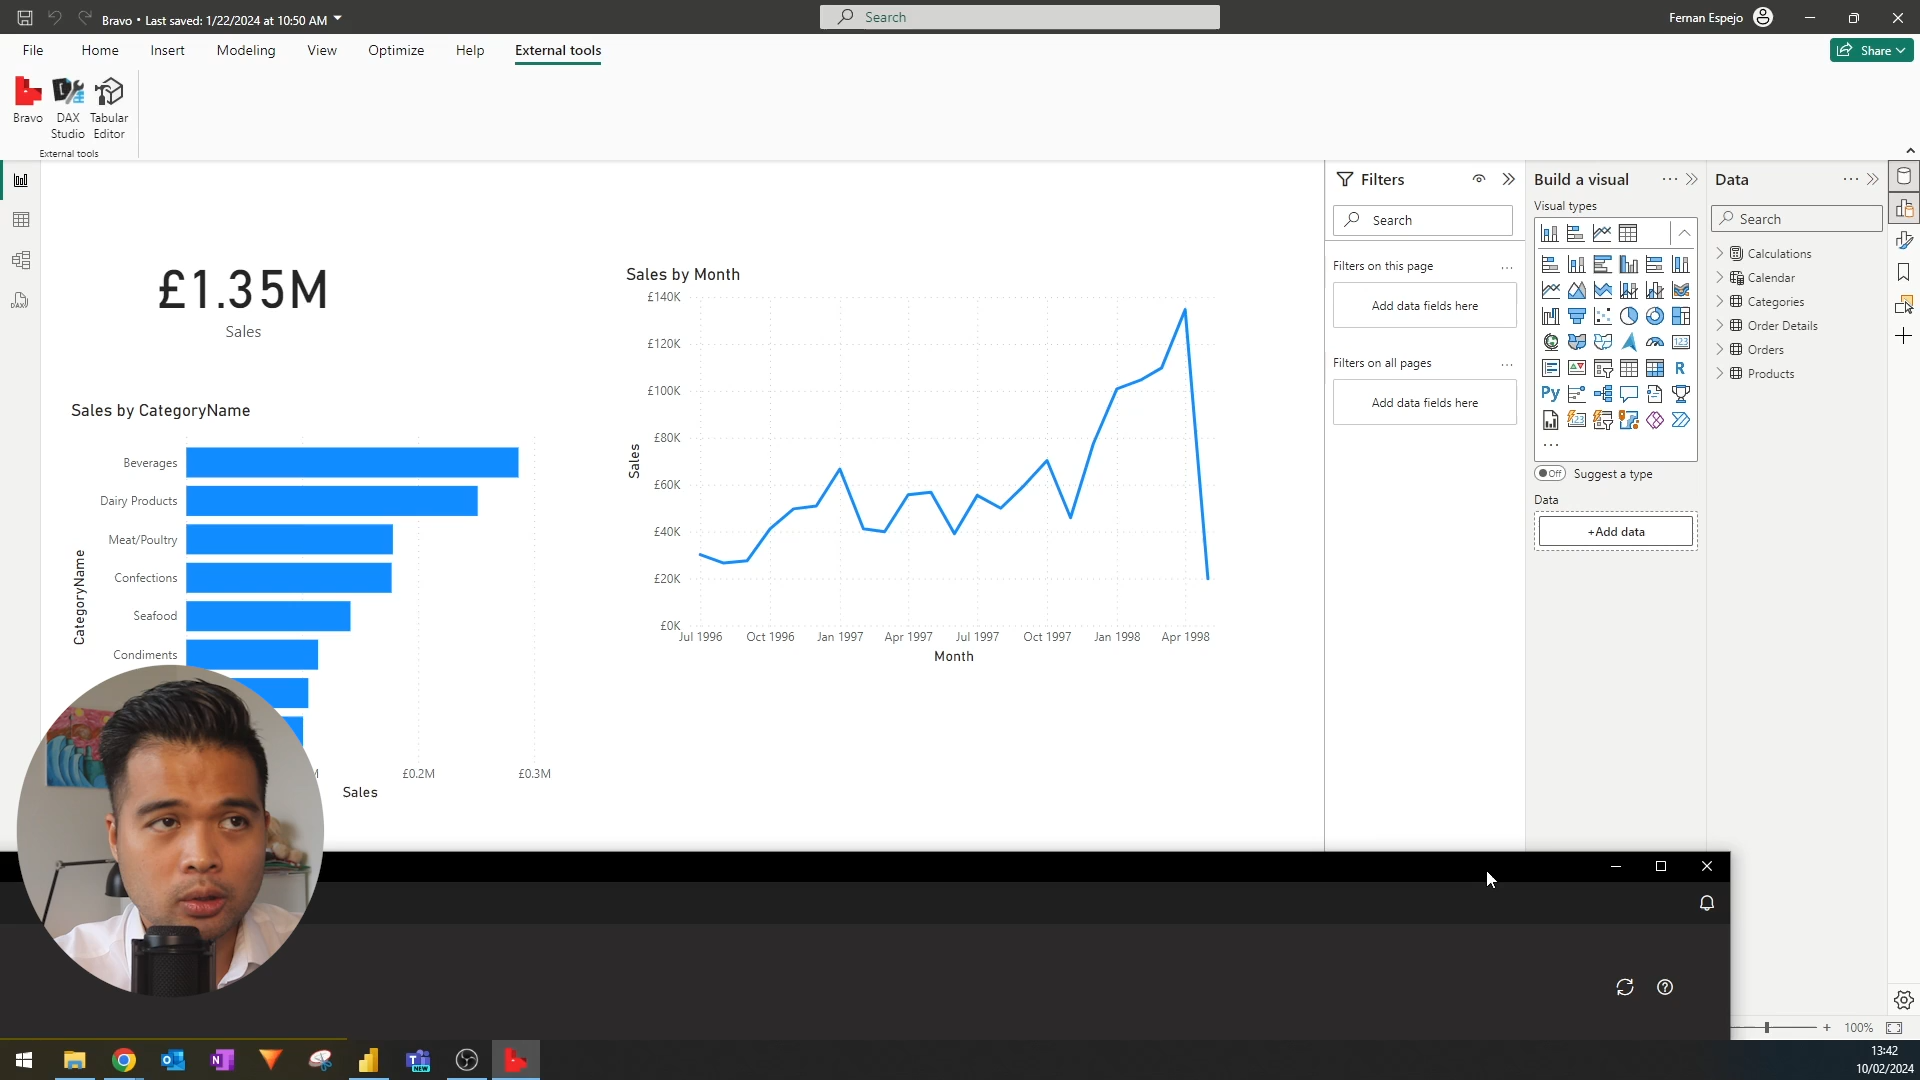 Bravo • Last saved: 1/22/2024 at 10:50 AM
Search
Fernan Espejo
File Home Insert Modeling View Optimize Help External tools
Share
Bravo
DAX Studio
Tabular Editor
External tools
£1.35M
Sales
Sales by CategoryName
CategoryName
Beverages
Dairy Products
Meat/Poultry
Confections
Seafood
Condiments
£0.2M £0.3M
Sales
Sales by Month
Sales
£140K
£120K
£100K
£80K
£60K
£40K
£20K
£0K
Jul 1996 Oct 1996 Jan 1997 Apr 1997 Jul 1997 Oct 1997 Jan 1998 Apr 1998
Month
Filters
Search
Filters on this page
Add data fields here
Filters on all pages
Add data fields here
Build a visual
Visual types
123
R
Py
123
Off Suggest a type
Data
+Add data
Data
Search
Calculations
Calendar
Categories
Order Details
Orders
Products
100%
NEW
13:42
10/02/2024